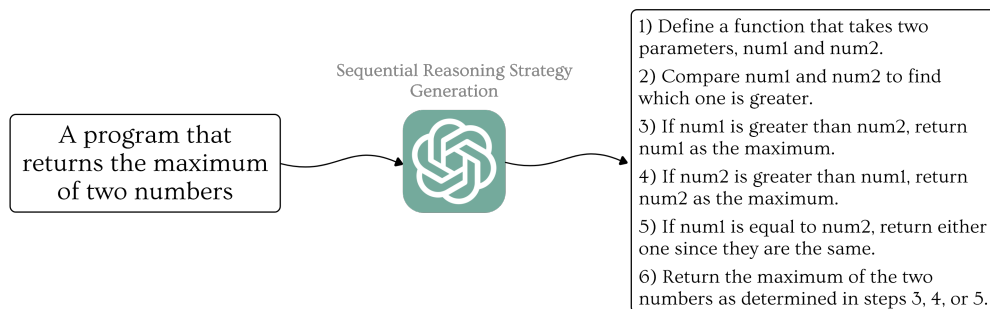 A program that
returns the maximum
of two numbers
Sequential Reasoning Strategy
Generation
1) Define a function that takes two
parameters, num1 and num2.
2) Compare num1 and num2 to find
which one is greater.
3) If num1 is greater than num2, return
num1 as the maximum.
4) If num2 is greater than num1, return
num2 as the maximum.
5) If num1 is equal to num2, return either
one since they are the same.
6) Return the maximum of the two
numbers as determined in steps 3, 4, or 5.